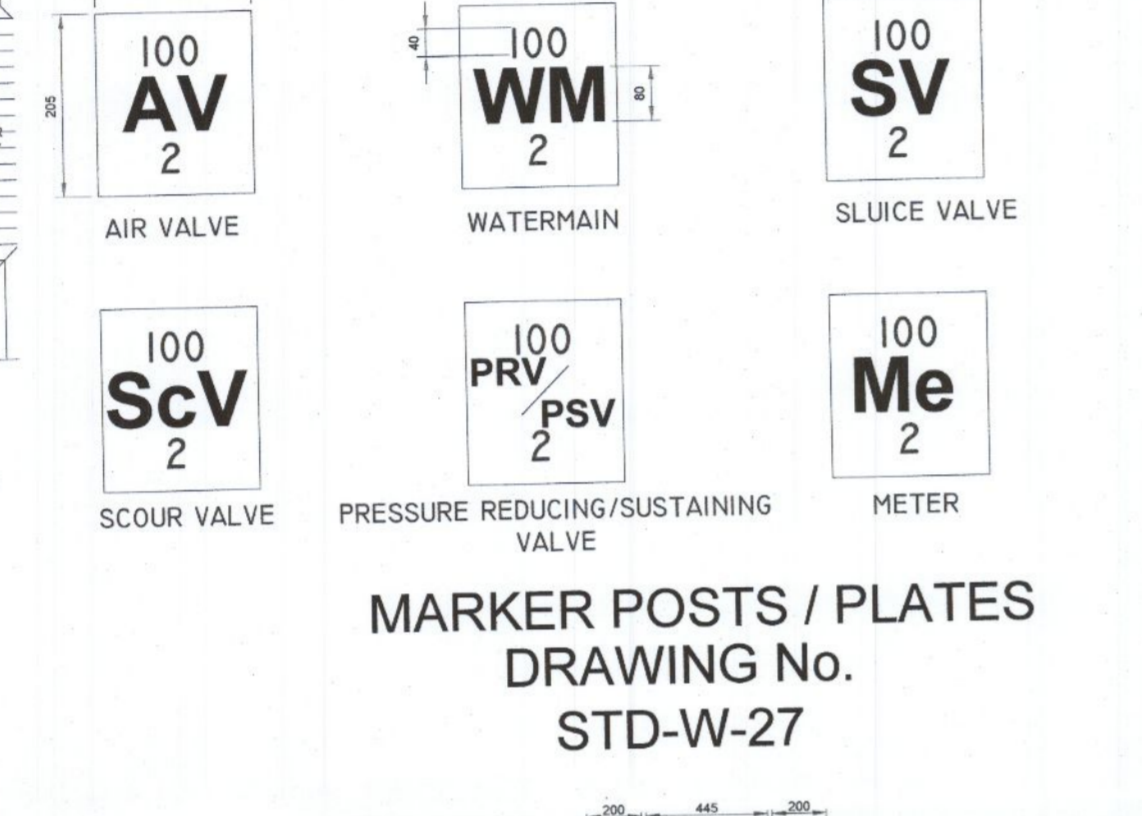 100
AV
2
205
AIR VALVE
40
100
WM
2
80
WATERMAIN
100
SV
2
SLUICE VALVE
100
ScV
2
SCOUR VALVE
100
PRV/
PSV
2
PRESSURE REDUCING/SUSTAINING
VALVE
100
Me
2
METER
MARKER POSTS / PLATES
DRAWING No.
STD-W-27
200 445 200